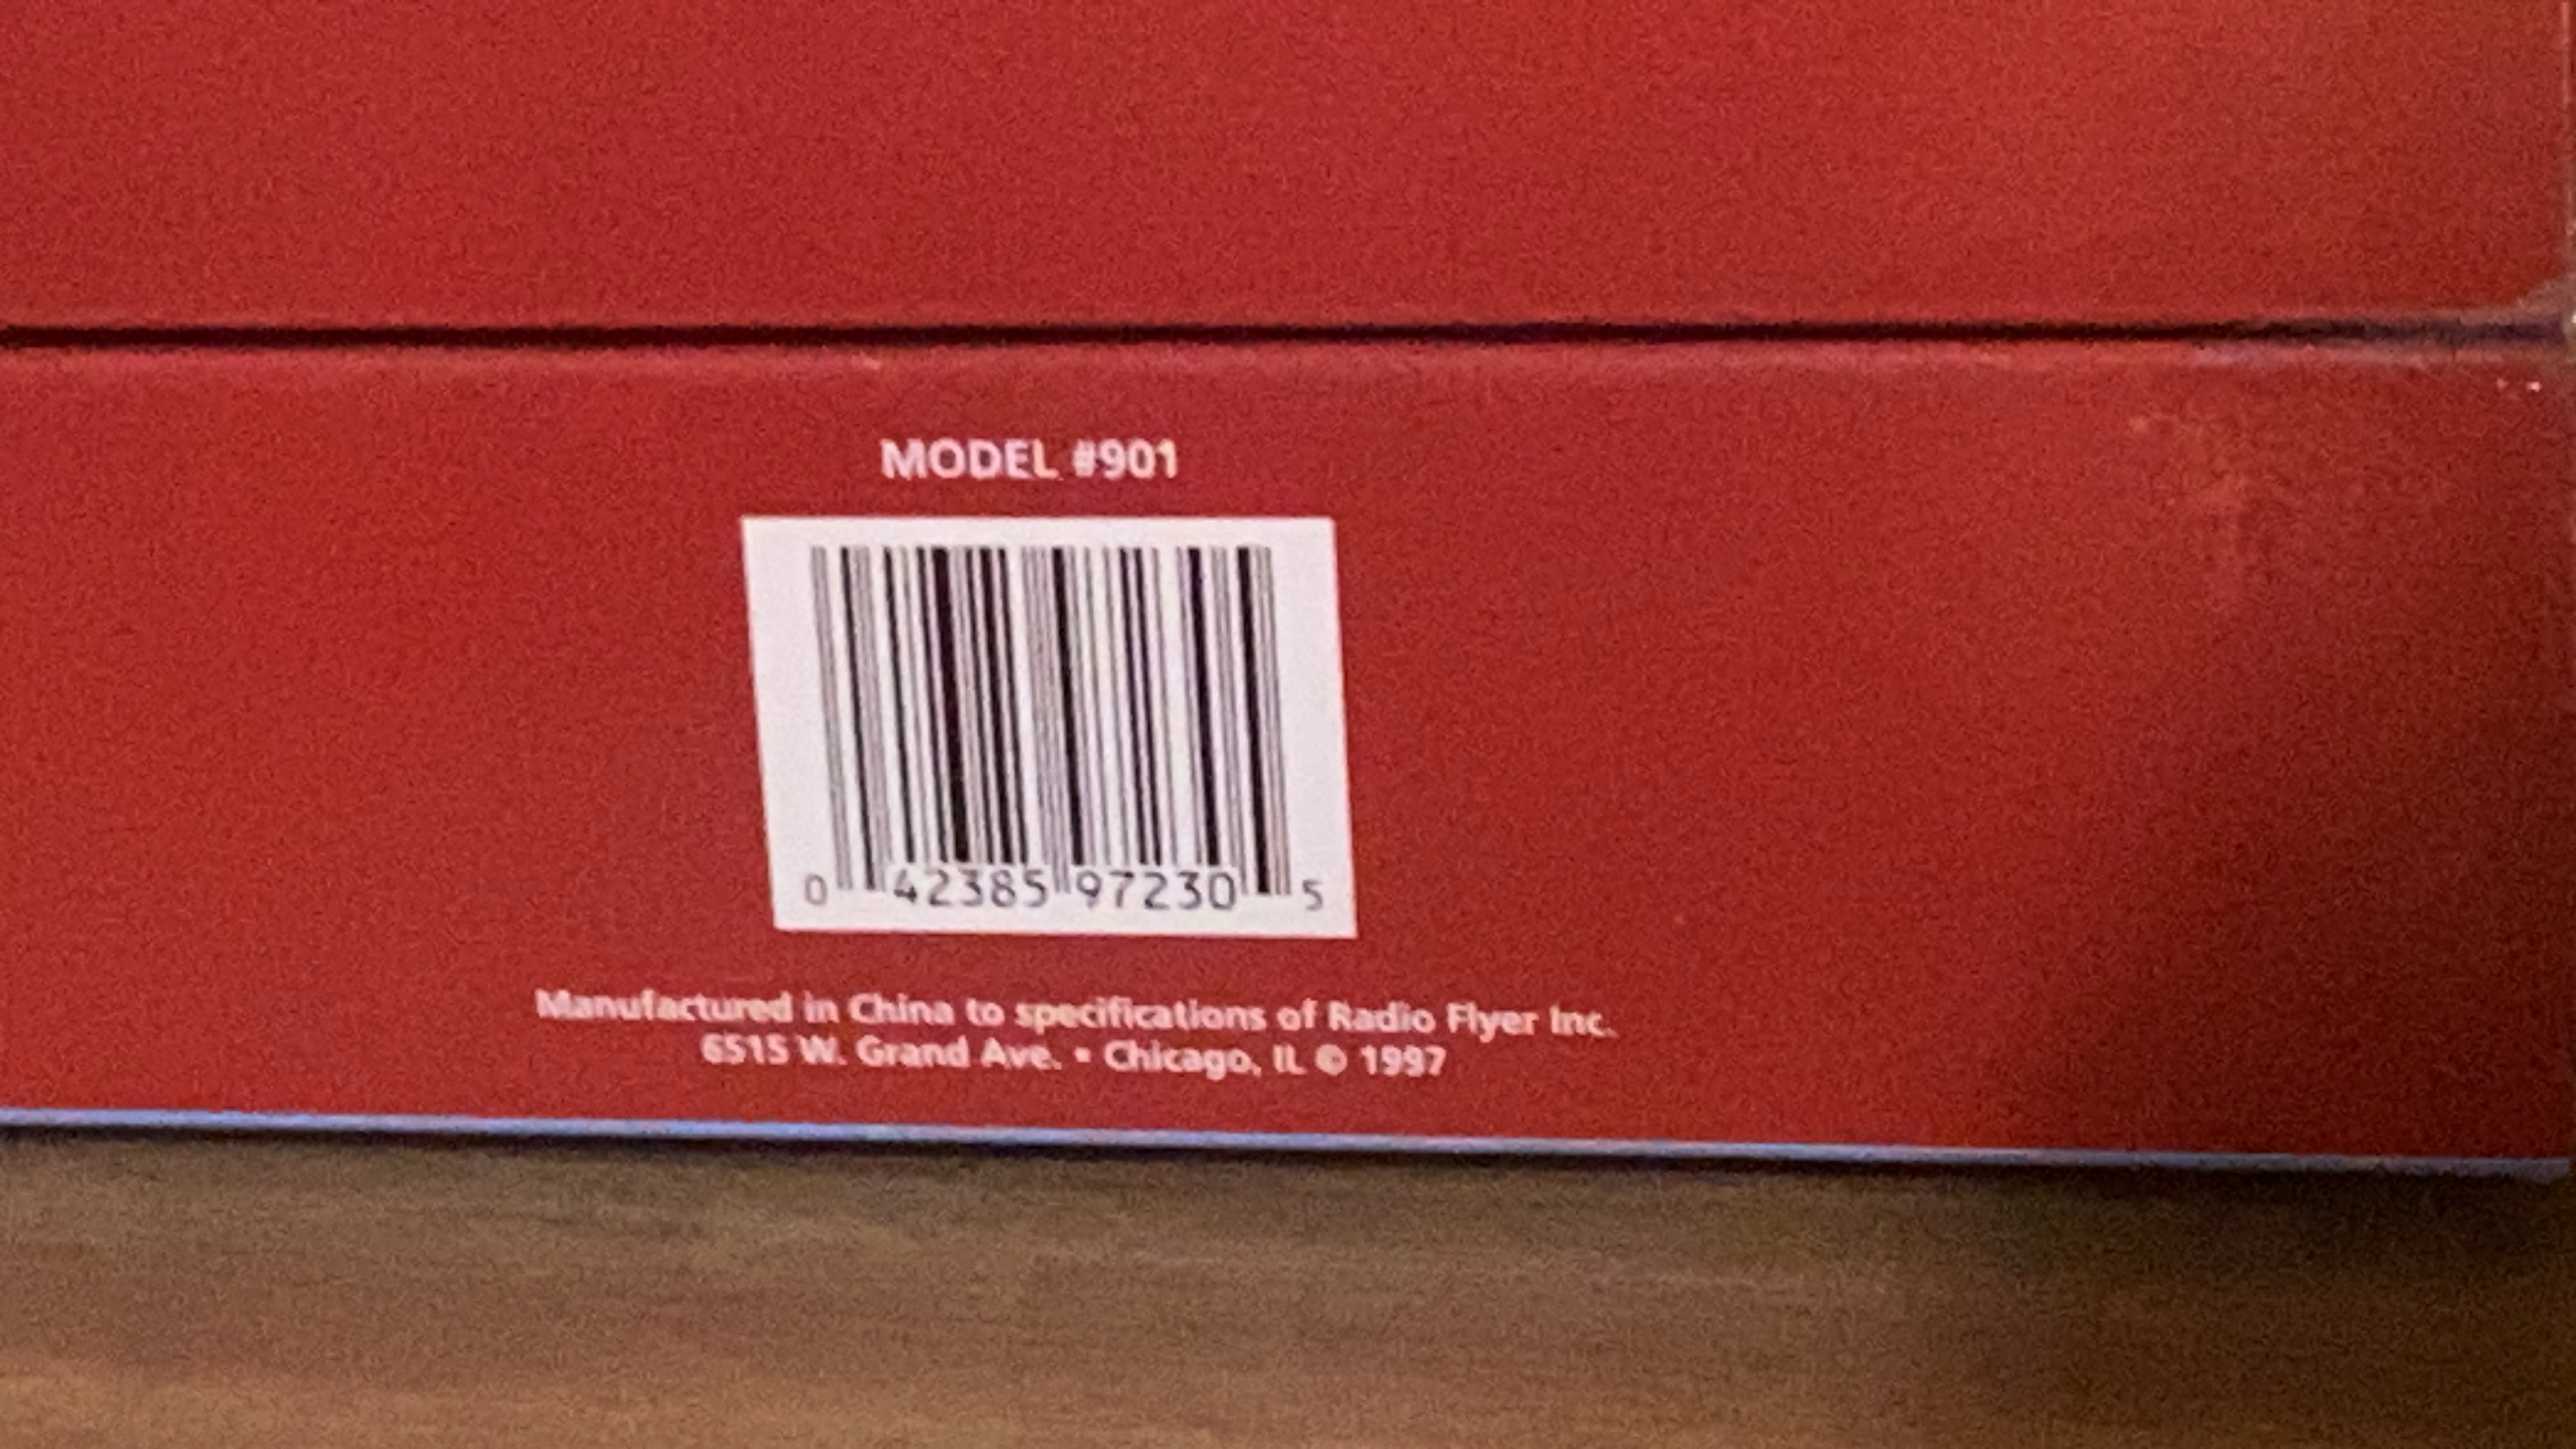 MODEL #901
0 42385 97230 5
Manufactured in China to specifications of Radio Flyer Inc.
6515 W. Grand Ave. • Chicago, IL © 1997